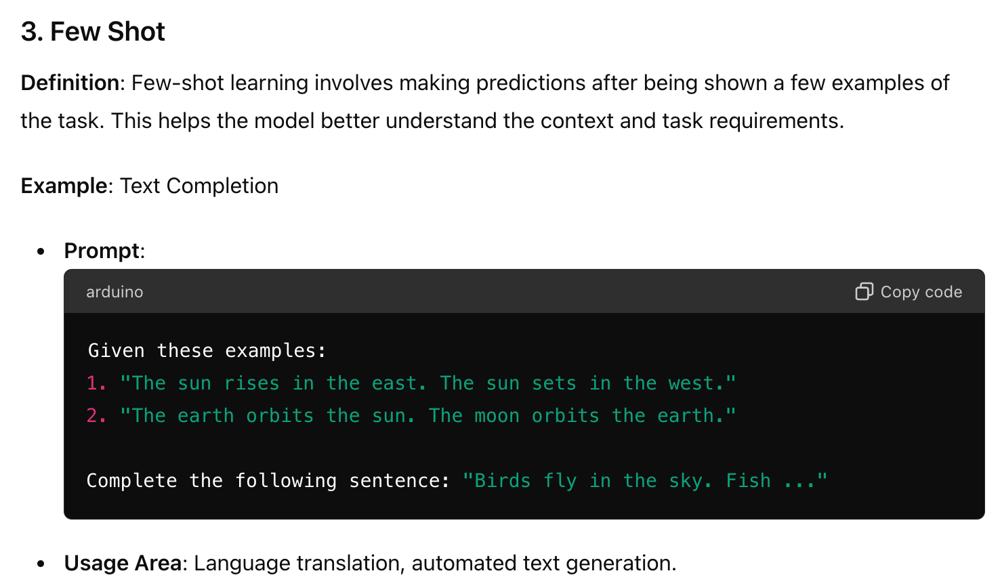 3. Few Shot
Definition: Few-shot learning involves making predictions after being shown a few examples of
the task. This helps the model better understand the context and task requirements.
Example: Text Completion
• Prompt:
arduino Copy code
Given these examples:
1. "The sun rises in the east. The sun sets in the west."
2. "The earth orbits the sun. The moon orbits the earth."
Complete the following sentence: "Birds fly in the sky. Fish ..."
• Usage Area: Language translation, automated text generation.